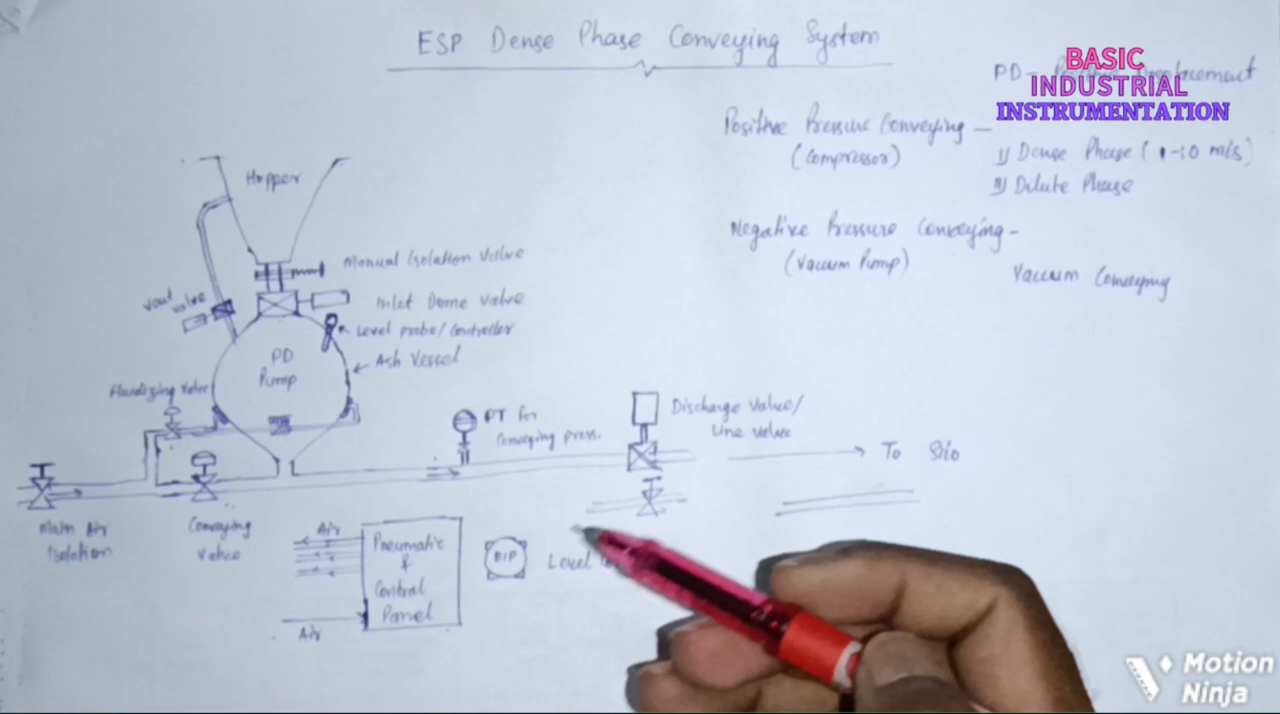 ESP Dense Phase Conveying System
BASIC
INDUSTRIAL
INSTRUMENTATION
PD -
Positive Pressure Conveying -
(Compressor)
i) Dense Phase ( 1-10 m/s)
ii) Dilute Phase
Negative Pressure Conveying -
(Vacuum Pump)
Vaccum Conveying
Hopper
Manual Isolation Valve
Vent Valve
Inlet Dome Valve
Level probe/Controller
Ash Vessel
PD
Pump
Fluidizing Valve
PT for
Conveying press.
Discharge Valve/
Line Valve
To Silo
Main Air
Isolation
Conveying
Valve
Air
Pneumatic
&
Control
Panel
Air
Level
Motion
Ninja